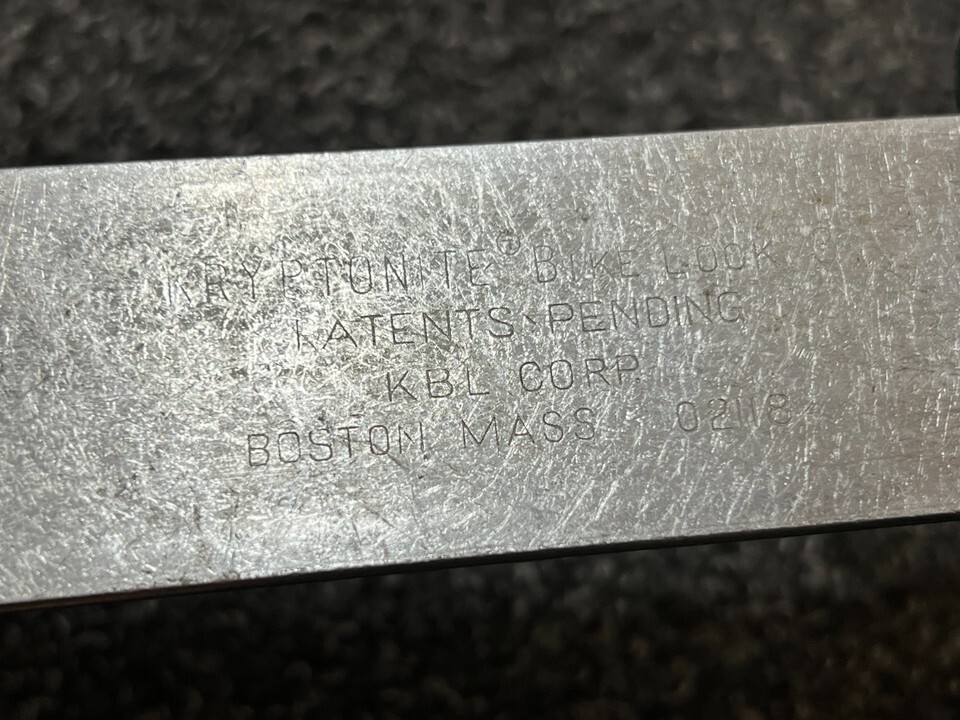 KRYPTONITE® BIKE LOCK
PATENTS PENDING
KBL CORP.
BOSTON MASS 02118